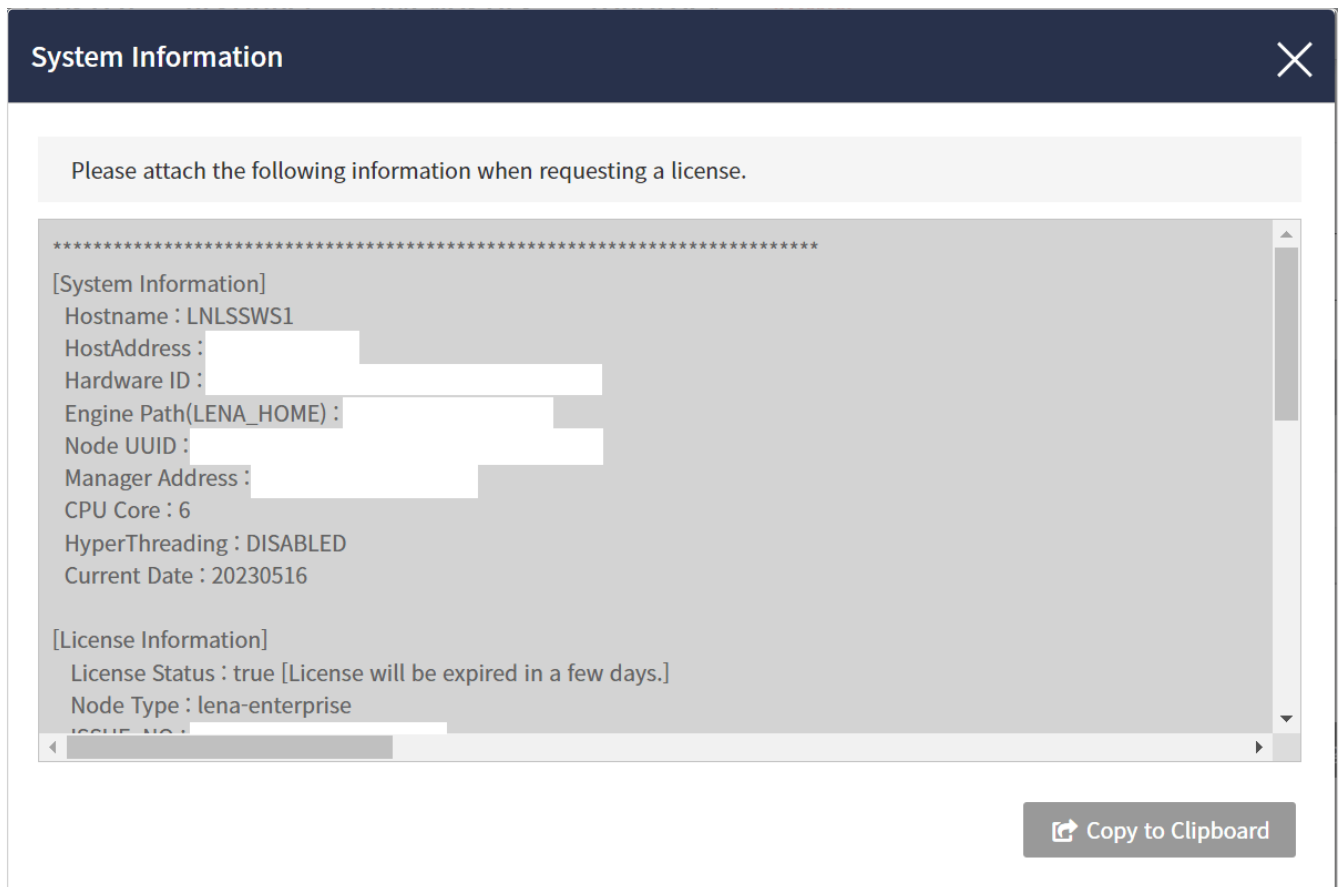 System Information
Please attach the following information when requesting a license.
****************************************************************************
[System Information]
Hostname : LNLSSWS1
HostAddress :
Hardware ID :
Engine Path(LENA_HOME) :
Node UUID :
Manager Address :
CPU Core : 6
HyperThreading : DISABLED
Current Date : 20230516
[License Information]
License Status : true [License will be expired in a few days.]
Node Type : lena-enterprise
ISSUE_NO :
Copy to Clipboard